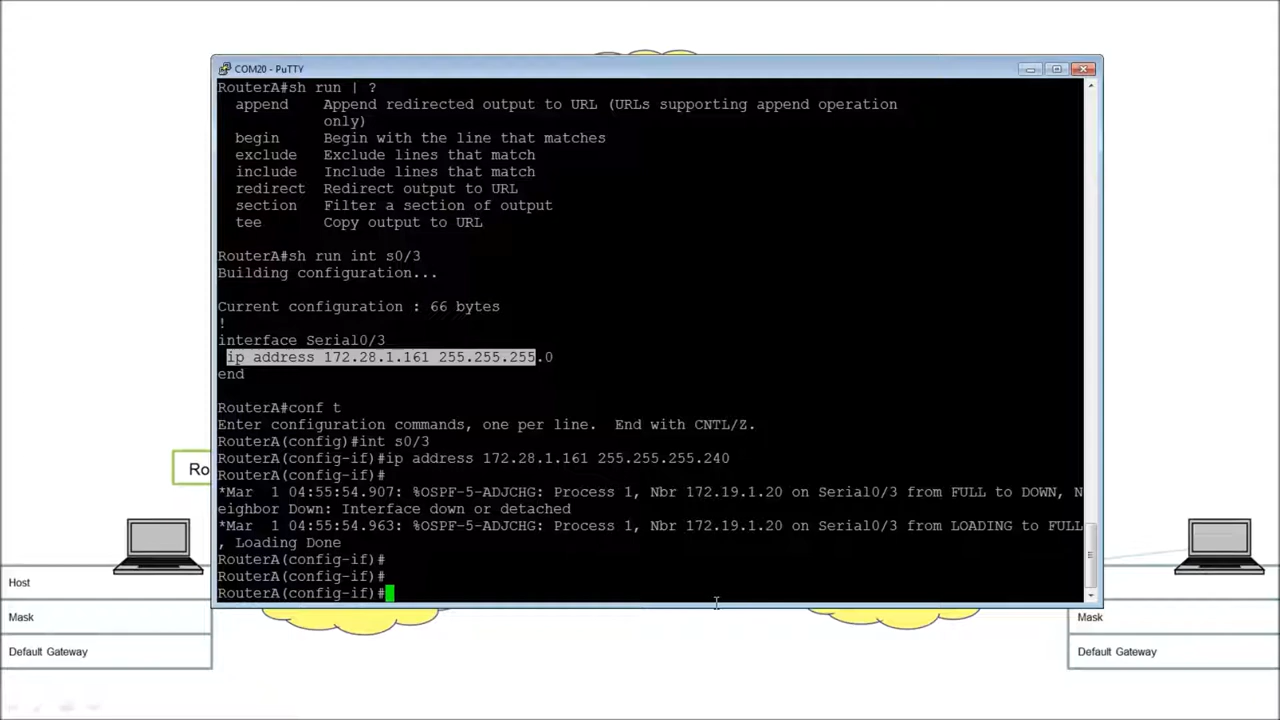 COM20 - PuTTY
RouterA#sh run | ?
append Append redirected output to URL (URLs supporting append operation
only)
begin Begin with the line that matches
exclude Exclude lines that match
include Include lines that match
redirect Redirect output to URL
section Filter a section of output
tee Copy output to URL
RouterA#sh run int s0/3
Building configuration...
Current configuration : 66 bytes
!
interface Serial0/3
ip address 172.28.1.161 255.255.255.0
end
RouterA#conf t
Enter configuration commands, one per line. End with CNTL/Z.
RouterA(config)#int s0/3
RouterA(config-if)#ip address 172.28.1.161 255.255.255.240
RouterA(config-if)#
*Mar 1 04:55:54.907: %OSPF-5-ADJCHG: Process 1, Nbr 172.19.1.20 on Serial0/3 from FULL to DOWN, N
eighbor Down: Interface down or detached
*Mar 1 04:55:54.963: %OSPF-5-ADJCHG: Process 1, Nbr 172.19.1.20 on Serial0/3 from LOADING to FULL
, Loading Done
RouterA(config-if)#
RouterA(config-if)#
RouterA(config-if)#
Ro
Host
Mask
Default Gateway
Mask
Default Gateway